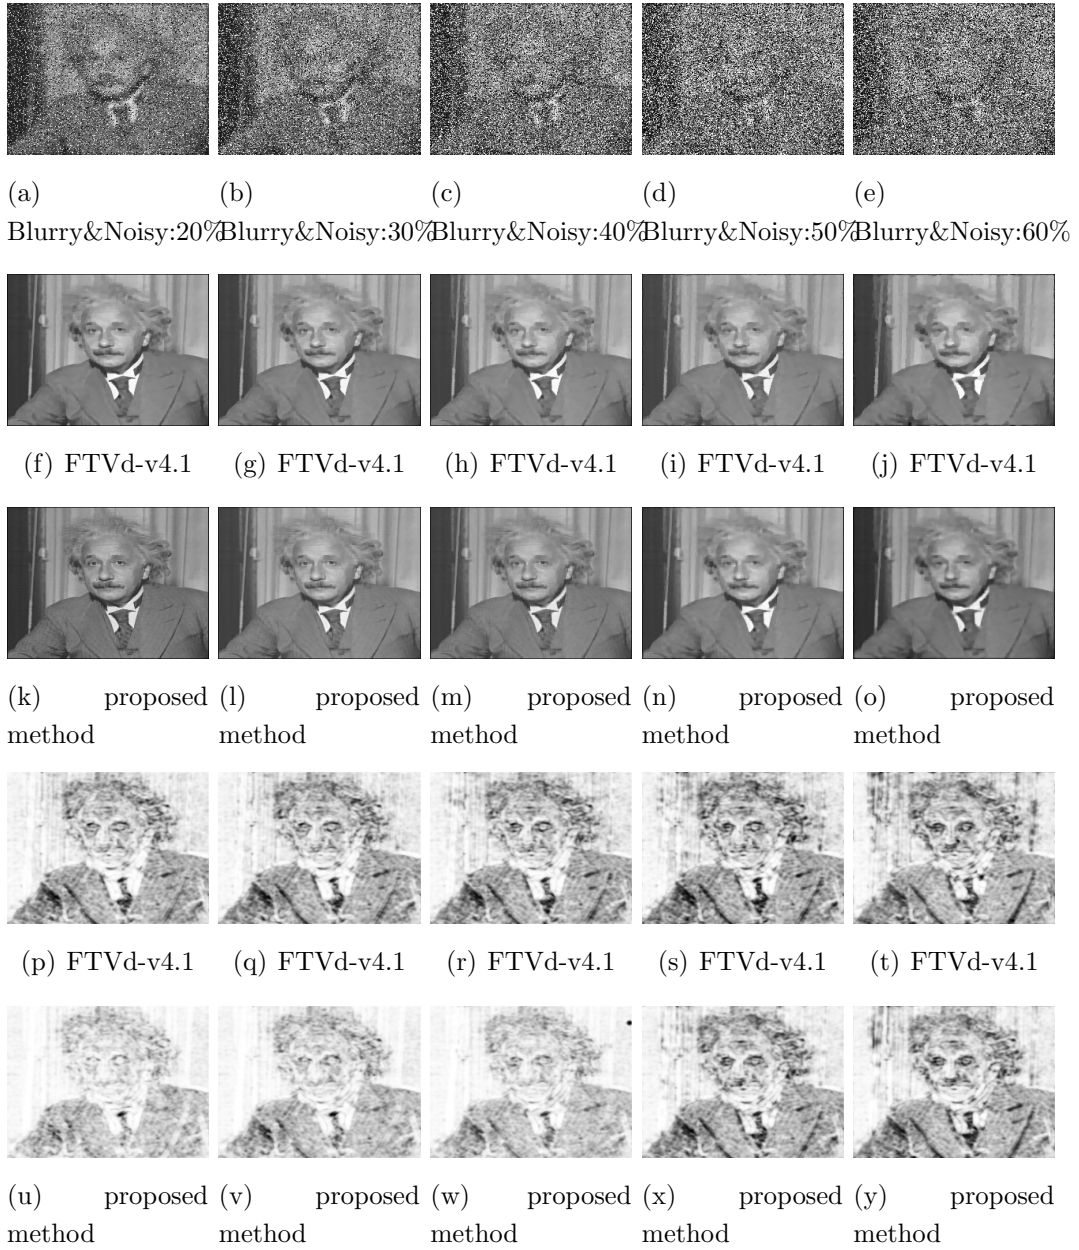 (a) (b) (c) (d) (e)
Blurry&Noisy:20% Blurry&Noisy:30% Blurry&Noisy:40% Blurry&Noisy:50% Blurry&Noisy:60%
(f) FTVd-v4.1 (g) FTVd-v4.1 (h) FTVd-v4.1 (i) FTVd-v4.1 (j) FTVd-v4.1
(k) proposed (l) proposed (m) proposed (n) proposed (o) proposed
method method method method method
(p) FTVd-v4.1 (q) FTVd-v4.1 (r) FTVd-v4.1 (s) FTVd-v4.1 (t) FTVd-v4.1
(u) proposed (v) proposed (w) proposed (x) proposed (y) proposed
method method method method method